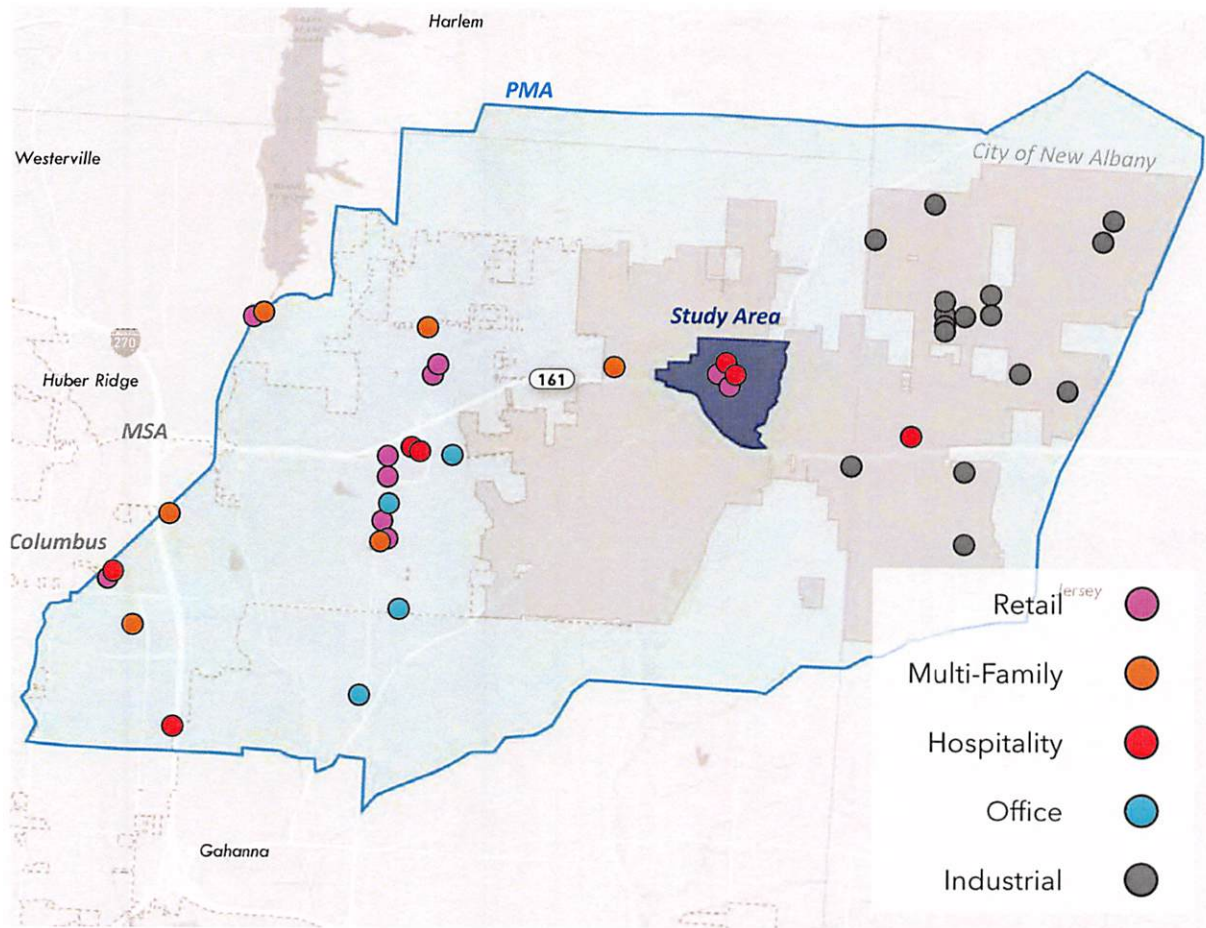 Harlem
PMA
City of New Albany
Westerville
Study Area
270
Huber Ridge
161
MSA
Columbus
Jersey
Retail
Multi-Family
Hospitality
Office
Gahanna
Industrial